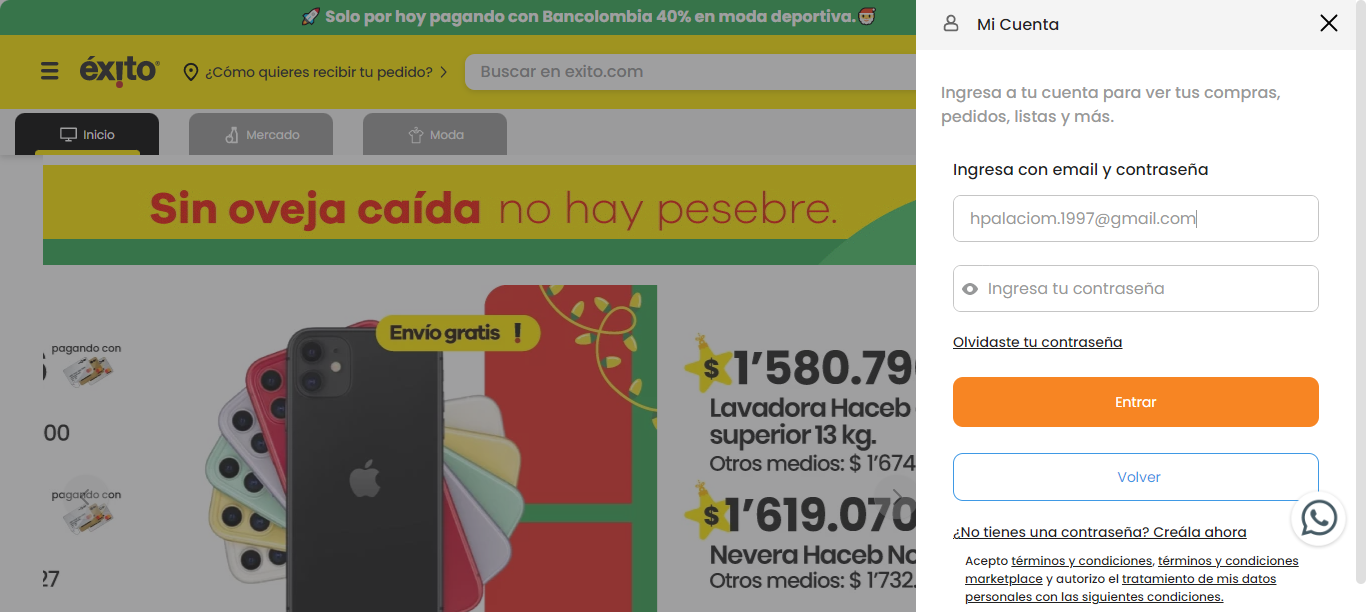 Solo por hoy pagando con Bancolombia 40% en moda deportiva.
éxito
¿Cómo quieres recibir tu pedido?
Buscar en exito.com
Inicio
Mercado
Moda
Sin oveja caída no hay pesebre.
pagando con
00
pagando con
27
Envío gratis !
$ 1’580.790
Lavadora Haceb
superior 13 kg.
Otros medios: $ 1’674
$ 1’619.070
Nevera Haceb No
Otros medios: $ 1’732.
Mi Cuenta
Ingresa a tu cuenta para ver tus compras,
pedidos, listas y más.
Ingresa con email y contraseña
hpalaciom.1997@gmail.com
Ingresa tu contraseña
Olvidaste tu contraseña
Entrar
Volver
¿No tienes una contraseña? Creála ahora
Acepto términos y condiciones, términos y condiciones
marketplace y autorizo el tratamiento de mis datos
personales con las siguientes condiciones.